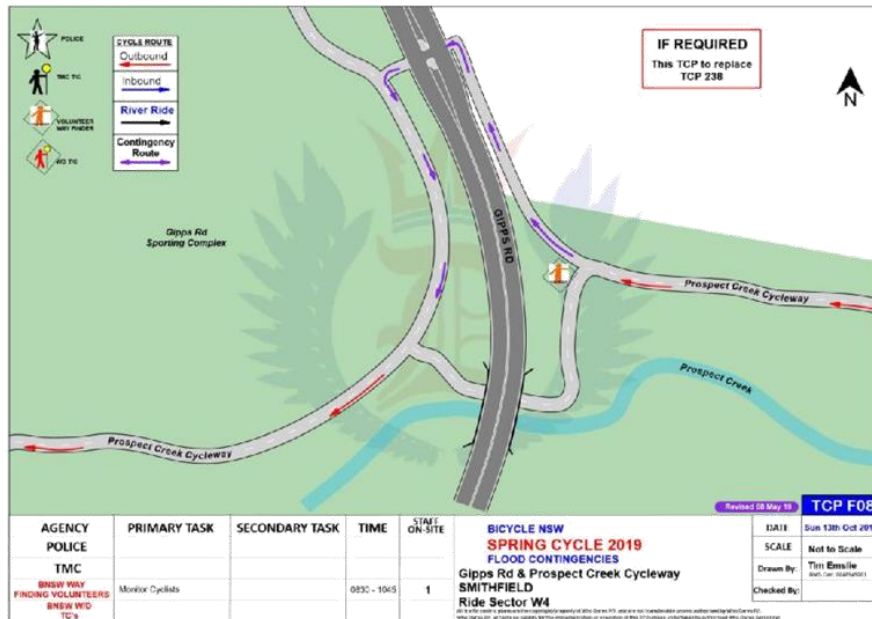 POLICE
TMC T/C
VOLUNTEER
WAY FINDER
W/D T/C
CYCLE ROUTE
Outbound
Inbound
River Ride
Contingency
Route
IF REQUIRED
This TCP to replace
TCP 238
N
Gipps Rd
Sporting Complex
GIPPS RD
Prospect Creek Cycleway
Prospect Creek
Prospect Creek Cycleway
Revised 08 May 19
TCP F08
AGENCY
PRIMARY TASK
SECONDARY TASK
TIME
STAFF
ON-SITE
POLICE
TMC
BNSW WAY
FINDING VOLUNTEERS
Monitor Cyclists
0830 - 1045
1
BNSW W/D
TC's
BICYCLE NSW
SPRING CYCLE 2019
FLOOD CONTINGENCIES
Gipps Rd & Prospect Creek Cycleway
SMITHFIELD
Ride Sector W4
DATE
Sun 13th Oct 201
SCALE
Not to Scale
Drawn By:
Tim Emslie
Checked By: